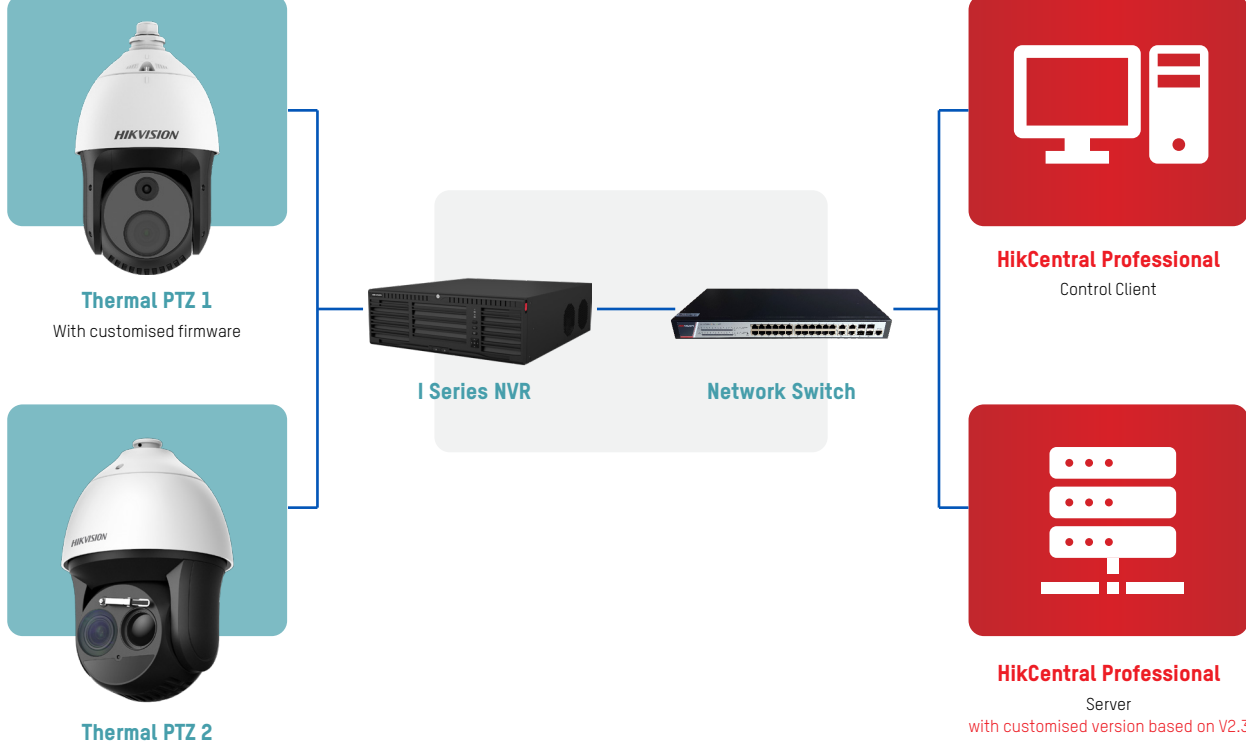 HIKVISION
Thermal PTZ 1
With customised firmware
HIKVISION
Thermal PTZ 2
I Series NVR
Network Switch
HikCentral Professional
Control Client
HikCentral Professional
Server
with customised version based on V2.3